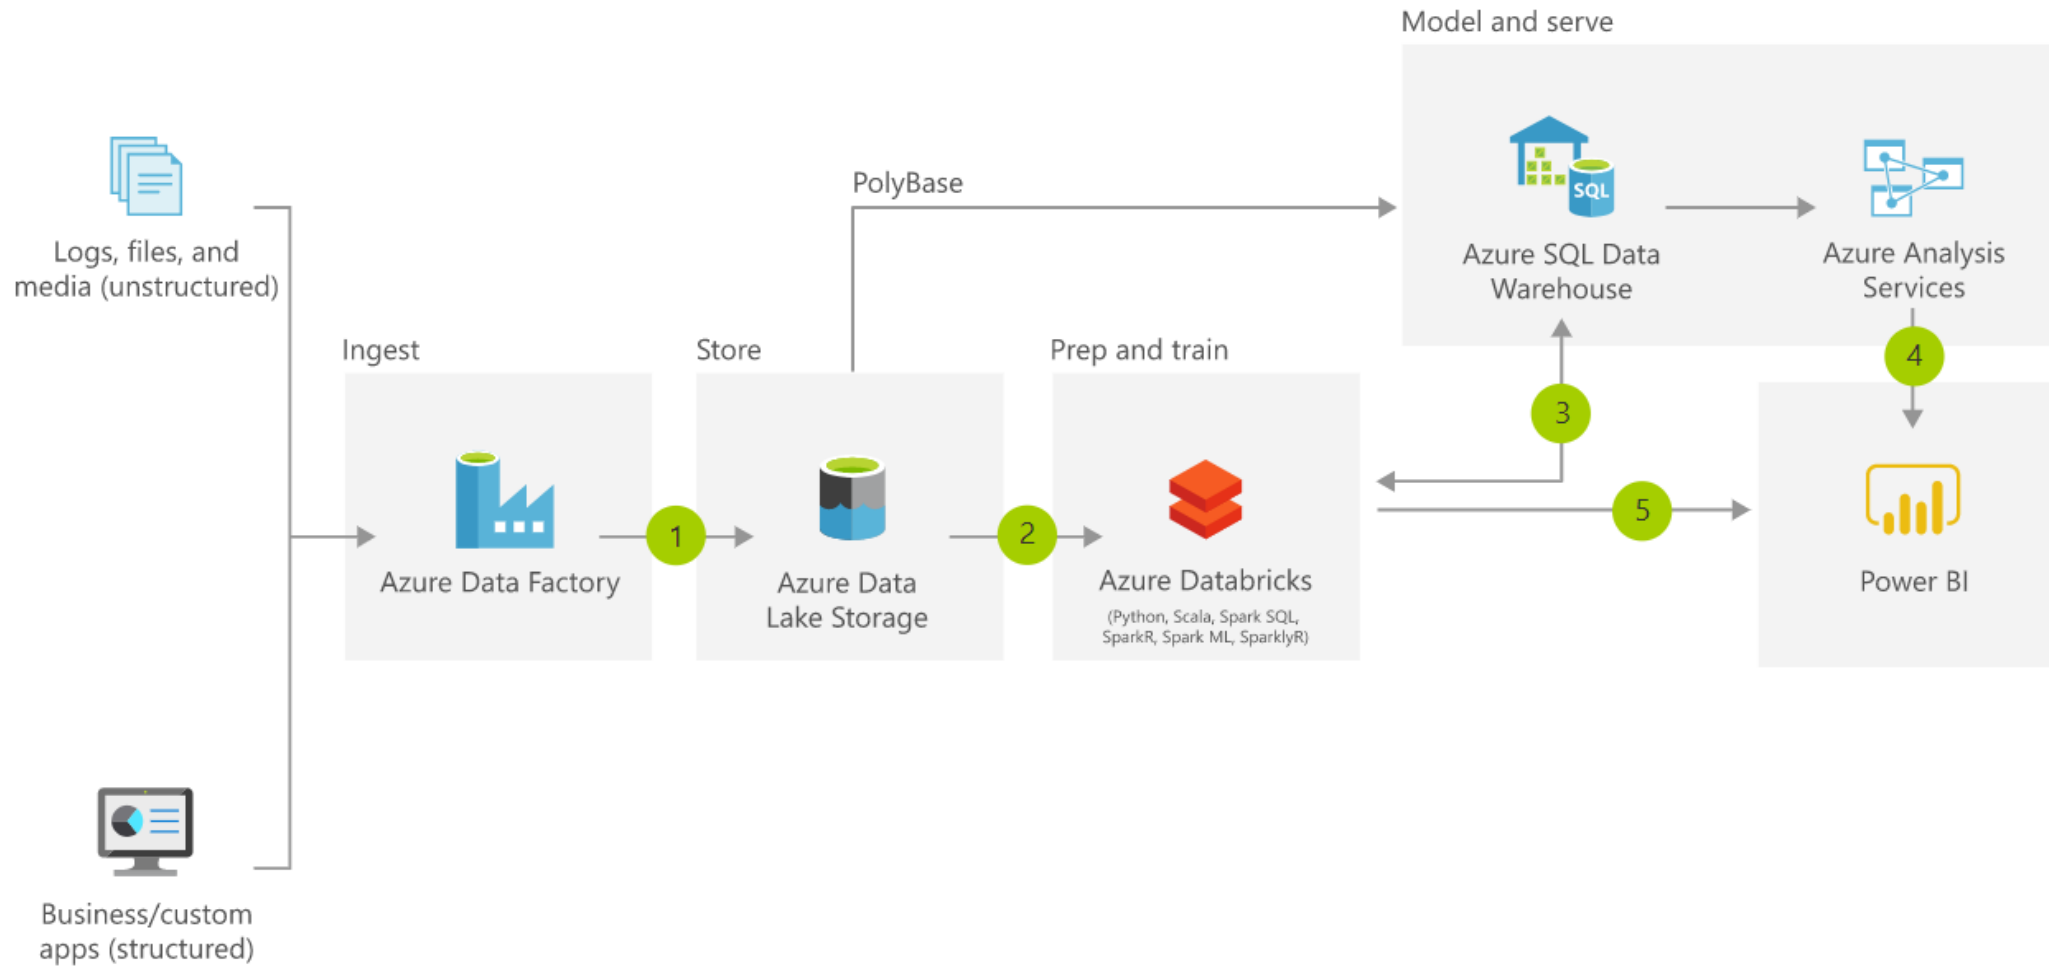 Model and serve
SQL
PolyBase
Logs, files, and
media (unstructured)
Azure SQL Data
Warehouse
Azure Analysis
Services
Ingest
Store
Prep and train
4
3
5
1
2
Azure Data Factory
Azure Data
Lake Storage
Azure Databricks
(Python, Scala, Spark SQL,
SparkR, Spark ML, SparklyR)
Power BI
Business/custom
apps (structured)